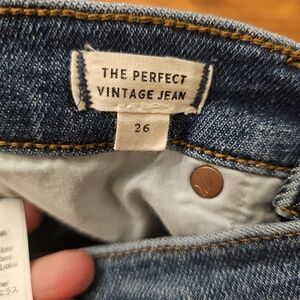 THE PERFECT
VINTAGE JEAN
26